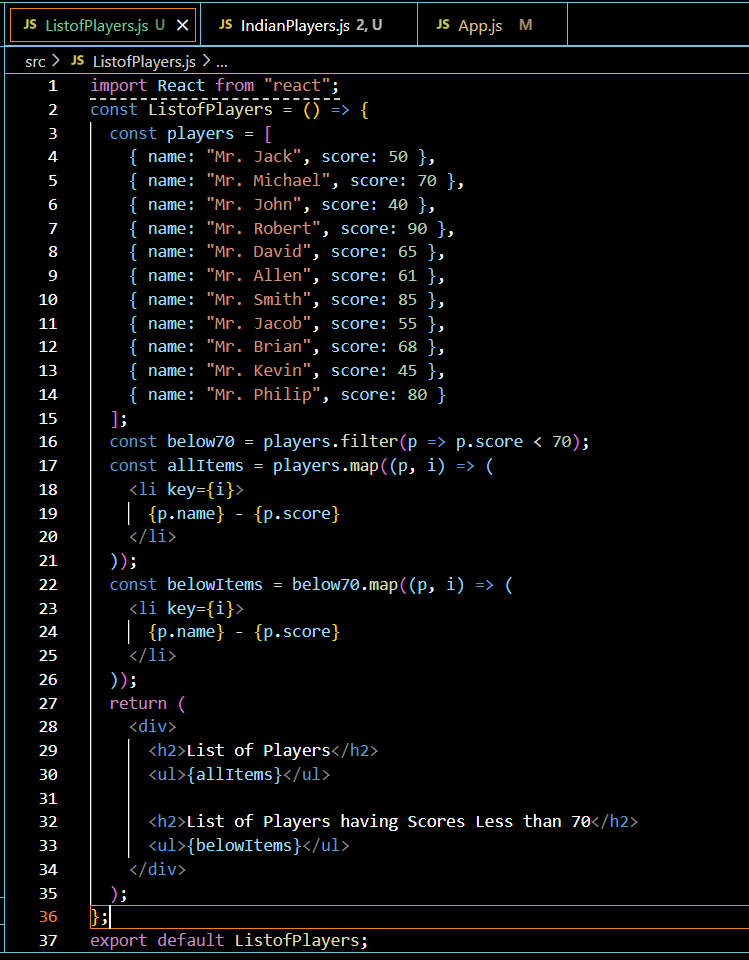 JS ListofPlayers.js U × JS IndianPlayers.js 2, U JS App.js M
src > JS ListofPlayers.js > ...
1 import React from "react";
2 const ListofPlayers = () => {
3 const players = [
4 { name: "Mr. Jack", score: 50 },
5 { name: "Mr. Michael", score: 70 },
6 { name: "Mr. John", score: 40 },
7 { name: "Mr. Robert", score: 90 },
8 { name: "Mr. David", score: 65 },
9 { name: "Mr. Allen", score: 61 },
10 { name: "Mr. Smith", score: 85 },
11 { name: "Mr. Jacob", score: 55 },
12 { name: "Mr. Brian", score: 68 },
13 { name: "Mr. Kevin", score: 45 },
14 { name: "Mr. Philip", score: 80 }
15 ];
16 const below70 = players.filter(p => p.score < 70);
17 const allItems = players.map((p, i) => (
18 <li key={i}>
19 {p.name} - {p.score}
20 </li>
21 ));
22 const belowItems = below70.map((p, i) => (
23 <li key={i}>
24 {p.name} - {p.score}
25 </li>
26 ));
27 return (
28 <div>
29 <h2>List of Players</h2>
30 <ul>{allItems}</ul>
31
32 <h2>List of Players having Scores Less than 70</h2>
33 <ul>{belowItems}</ul>
34 </div>
35 );
36 };
37 export default ListofPlayers;